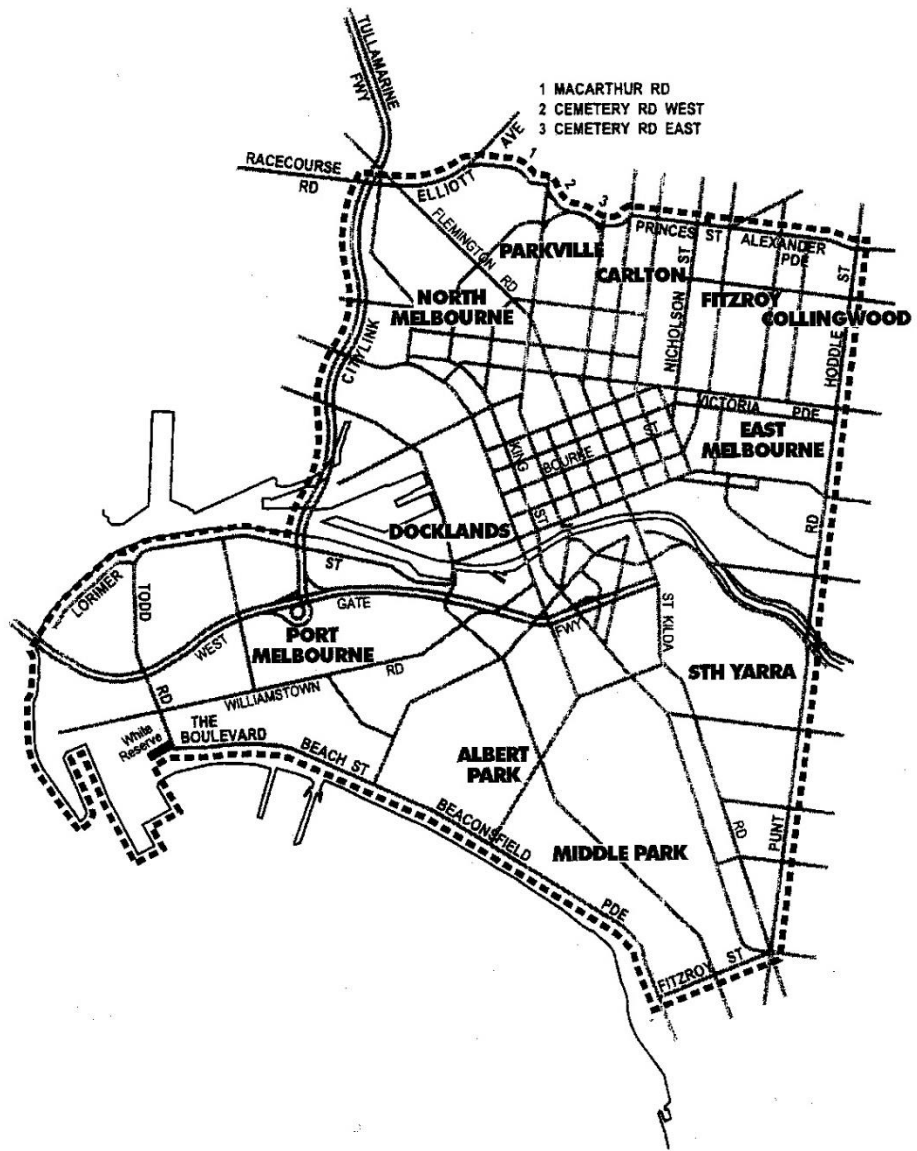 TULLAMARINE
FWY
1 MACARTHUR RD
2 CEMETERY RD WEST
3 CEMETERY RD EAST
RACECOURSE
RD
ELLIOTT
AVE
1
2
3
FLEMINGTON
RD
PARKVILLE
PRINCES ST
ALEXANDER
PDE
CARLTON
NICHOLSON
ST
FITZROY
COLLINGWOOD
HODDLE
ST
NORTH
MELBOURNE
CITYLINK
VICTORIA
PDE
EAST
MELBOURNE
KING
ST
BOURKE
ST
DOCKLANDS
RD
LORIMER
ST
TODD
RD
WEST
GATE
FWY
PORT
MELBOURNE
ST KILDA
RD
STH YARRA
WILLIAMSTOWN
RD
White
Reserve
THE
BOULEVARD
BEACH ST
ALBERT
PARK
BEACONSFIELD
PDE
MIDDLE PARK
PUNT
FITZROY ST